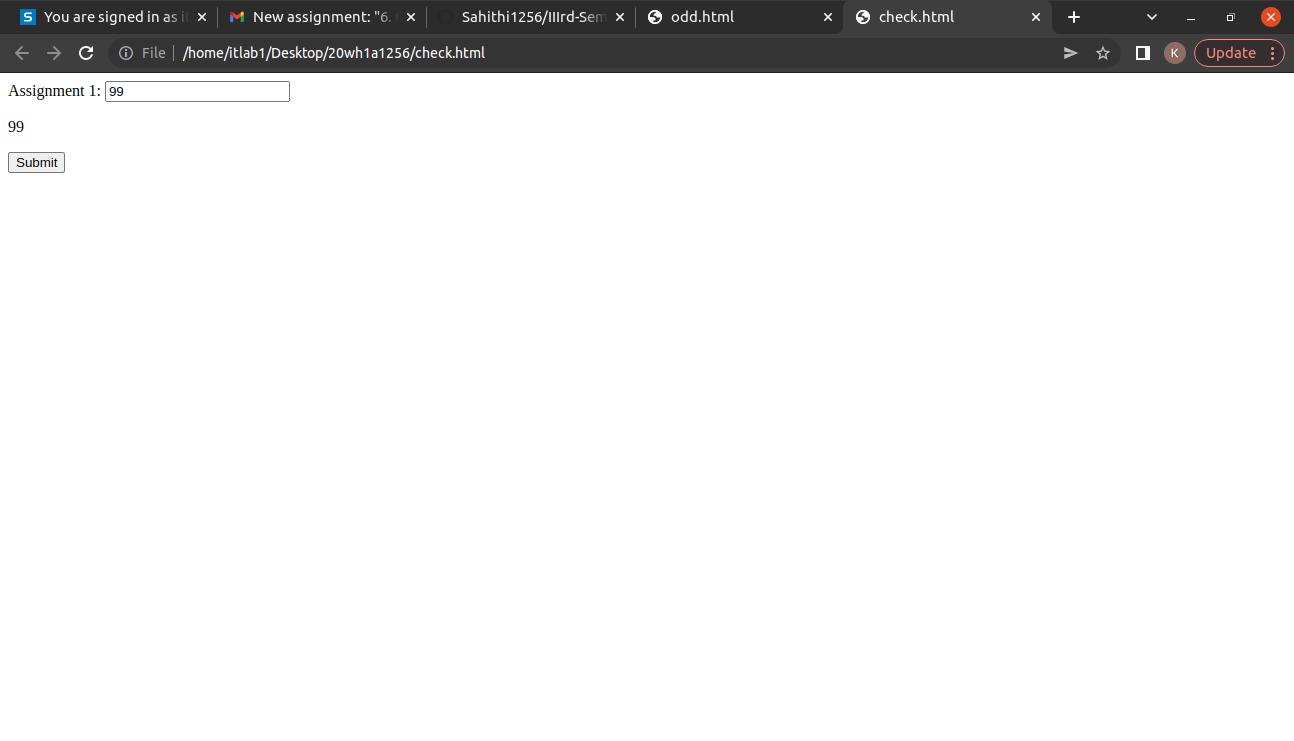 S You are signed in as it New assignment: "6. Sahithi1256/IIIrd-Sem odd.html check.html
File /home/itlab1/Desktop/20wh1a1256/check.html K Update
Assignment 1: 99
99
Submit